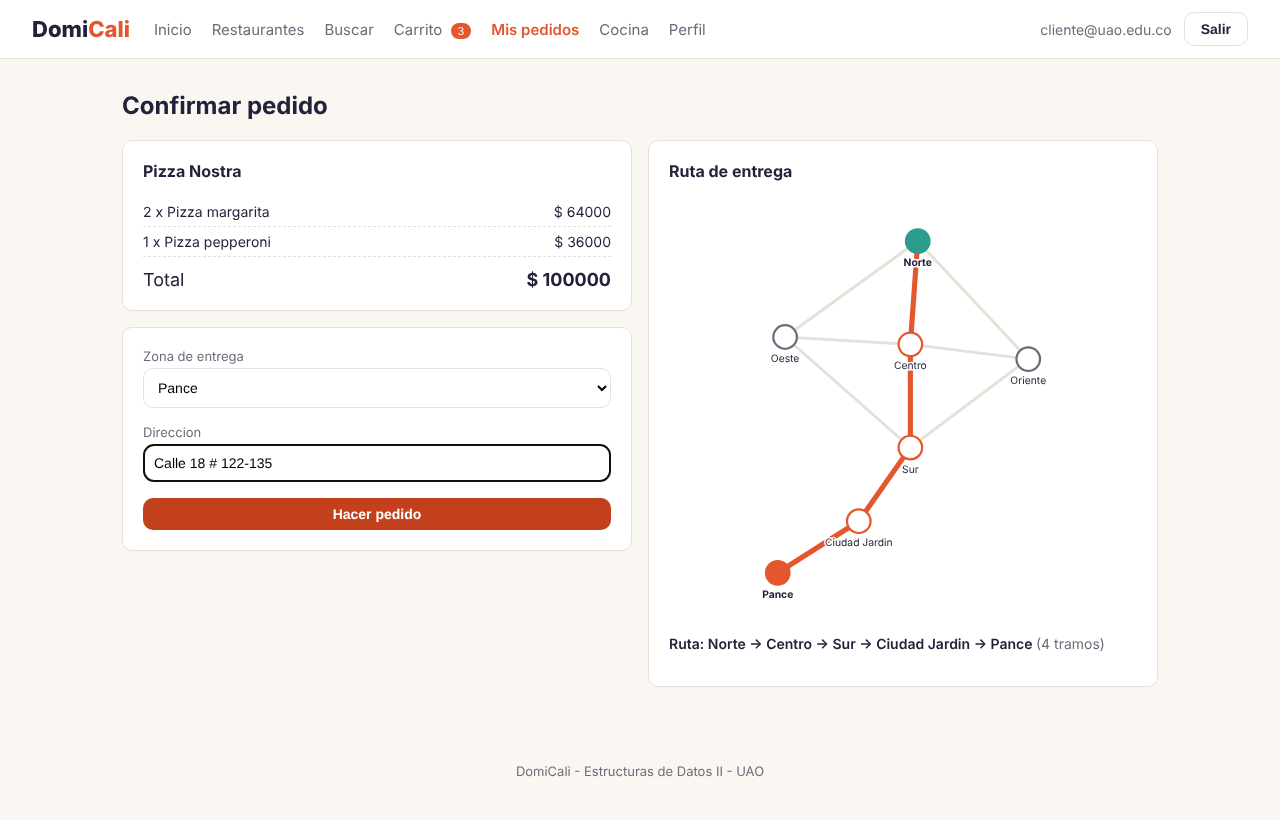 DomiCali Inicio Restaurantes Buscar Carrito 3 Mis pedidos Cocina Perfil cliente@uao.edu.co Salir
Confirmar pedido
Pizza Nostra
2 x Pizza margarita $ 64000
1 x Pizza pepperoni $ 36000
Total $ 100000
Zona de entrega
Pance
Direccion
Calle 18 # 122-135
Hacer pedido
Ruta de entrega
Norte
Oeste
Centro
Oriente
Sur
Ciudad Jardin
Pance
Ruta: Norte → Centro → Sur → Ciudad Jardin → Pance (4 tramos)
DomiCali - Estructuras de Datos II - UAO